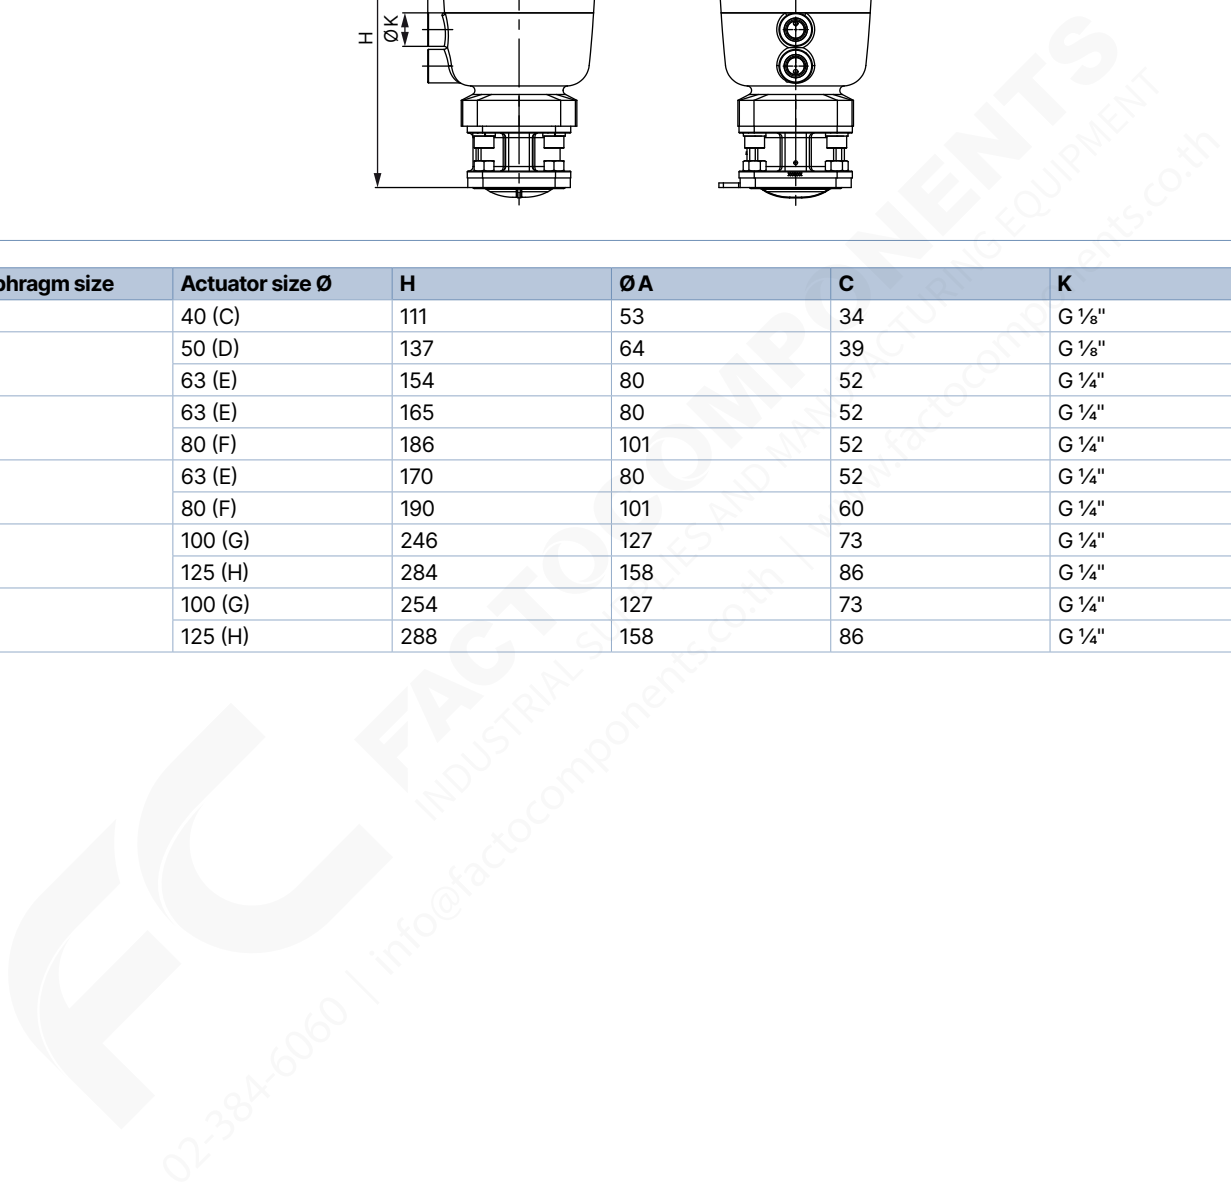 H
Ø K
phragm size Actuator size Ø H Ø A C K
40 (C) 111 53 34 G ⅛"
50 (D) 137 64 39 G ⅛"
63 (E) 154 80 52 G ¼"
63 (E) 165 80 52 G ¼"
80 (F) 186 101 52 G ¼"
63 (E) 170 80 52 G ¼"
80 (F) 190 101 60 G ¼"
100 (G) 246 127 73 G ¼"
125 (H) 284 158 86 G ¼"
100 (G) 254 127 73 G ¼"
125 (H) 288 158 86 G ¼"
FC
FACTOCOMPONENTS
INDUSTRIAL SUPPLIES AND MANUFACTURING EQUIPMENT
02-384-6060 | info@factocomponents.co.th | www.factocomponents.co.th